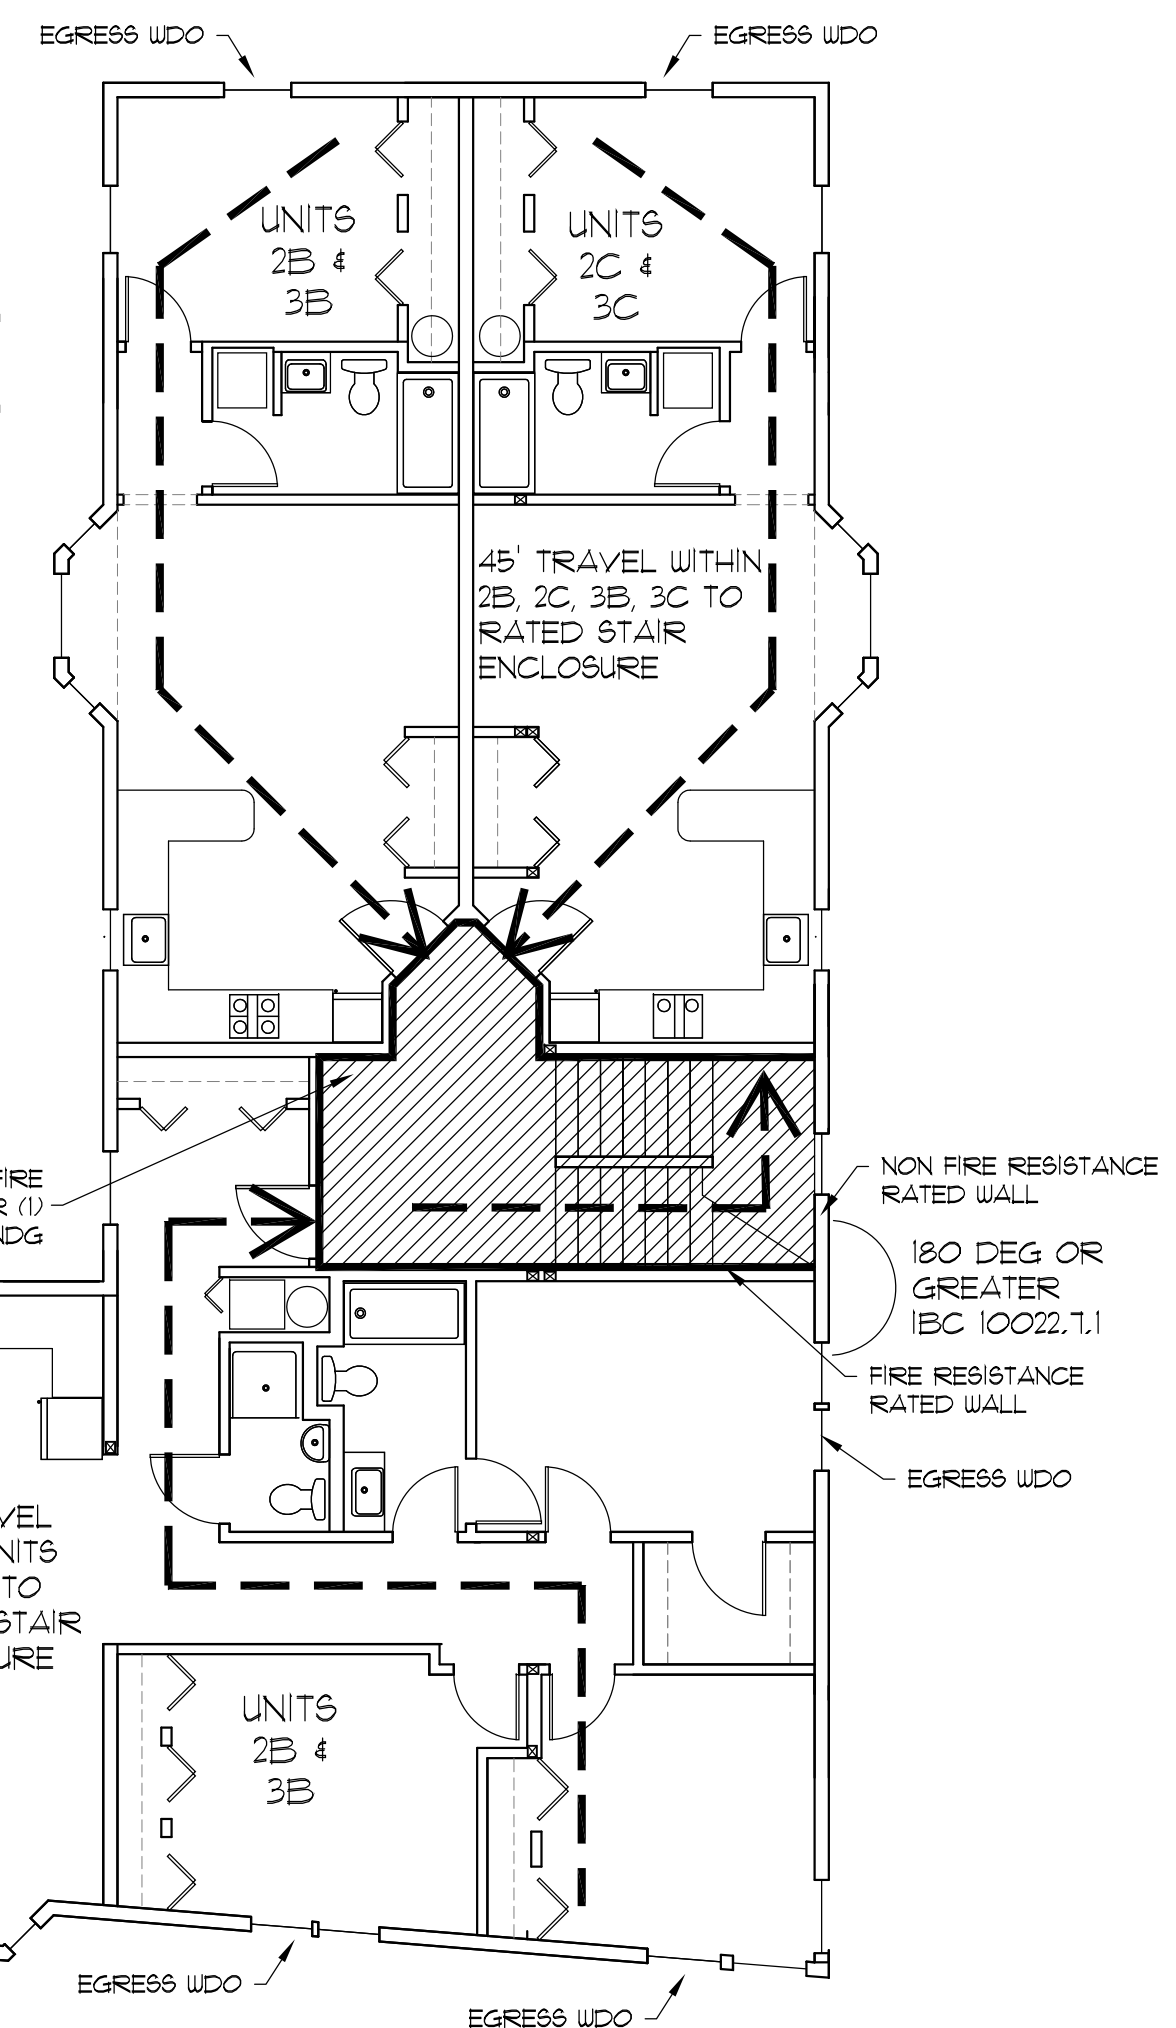 EGRESS WDO
EGRESS WDO
UNITS
2B &
3B
UNITS
2C &
3C
45' TRAVEL WITHIN
2B, 2C, 3B, 3C TO
RATED STAIR
ENCLOSURE
FIRE
R (1)
NDG
NON FIRE RESISTANCE
RATED WALL
180 DEG OR
GREATER
IBC 10022.7.1
FIRE RESISTANCE
RATED WALL
EGRESS WDO
VEL
NITS
TO
STAIR
URE
UNITS
2B &
3B
EGRESS WDO
EGRESS WDO